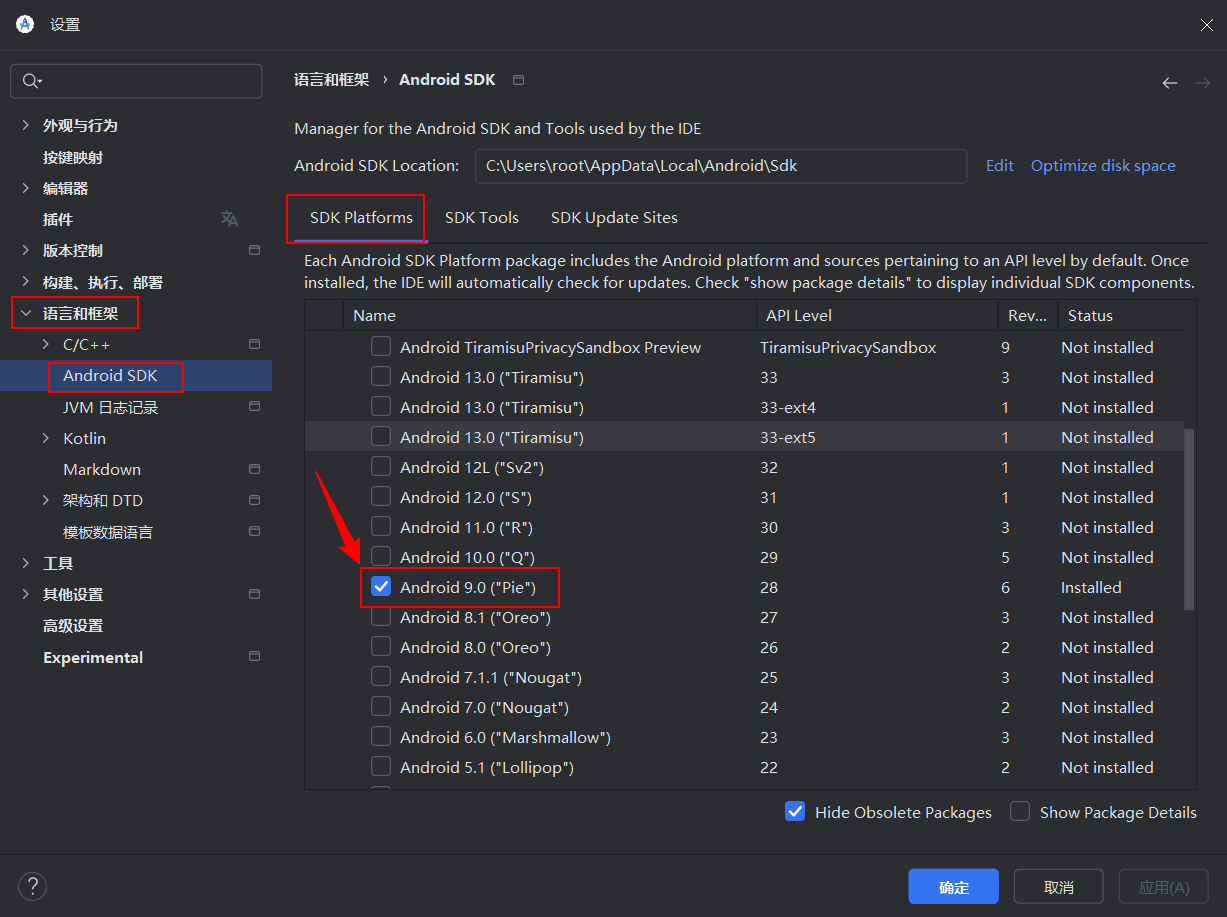 设置
语言和框架 › Android SDK
外观与行为
按键映射
编辑器
插件
版本控制
构建、执行、部署
语言和框架
C/C++
Android SDK
JVM 日志记录
Kotlin
Markdown
架构和 DTD
模板数据语言
工具
其他设置
高级设置
Experimental
Manager for the Android SDK and Tools used by the IDE
Android SDK Location: C:\Users\root\AppData\Local\Android\Sdk Edit Optimize disk space
SDK Platforms SDK Tools SDK Update Sites
Each Android SDK Platform package includes the Android platform and sources pertaining to an API level by default. Once
installed, the IDE will automatically check for updates. Check "show package details" to display individual SDK components.
Name API Level Rev... Status
Android TiramisuPrivacySandbox Preview TiramisuPrivacySandbox 9 Not installed
Android 13.0 ("Tiramisu") 33 3 Not installed
Android 13.0 ("Tiramisu") 33-ext4 1 Not installed
Android 13.0 ("Tiramisu") 33-ext5 1 Not installed
Android 12L ("Sv2") 32 1 Not installed
Android 12.0 ("S") 31 1 Not installed
Android 11.0 ("R") 30 3 Not installed
Android 10.0 ("Q") 29 5 Not installed
Android 9.0 ("Pie") 28 6 Installed
Android 8.1 ("Oreo") 27 3 Not installed
Android 8.0 ("Oreo") 26 2 Not installed
Android 7.1.1 ("Nougat") 25 3 Not installed
Android 7.0 ("Nougat") 24 2 Not installed
Android 6.0 ("Marshmallow") 23 3 Not installed
Android 5.1 ("Lollipop") 22 2 Not installed
Hide Obsolete Packages Show Package Details
? 确定 取消 应用(A)